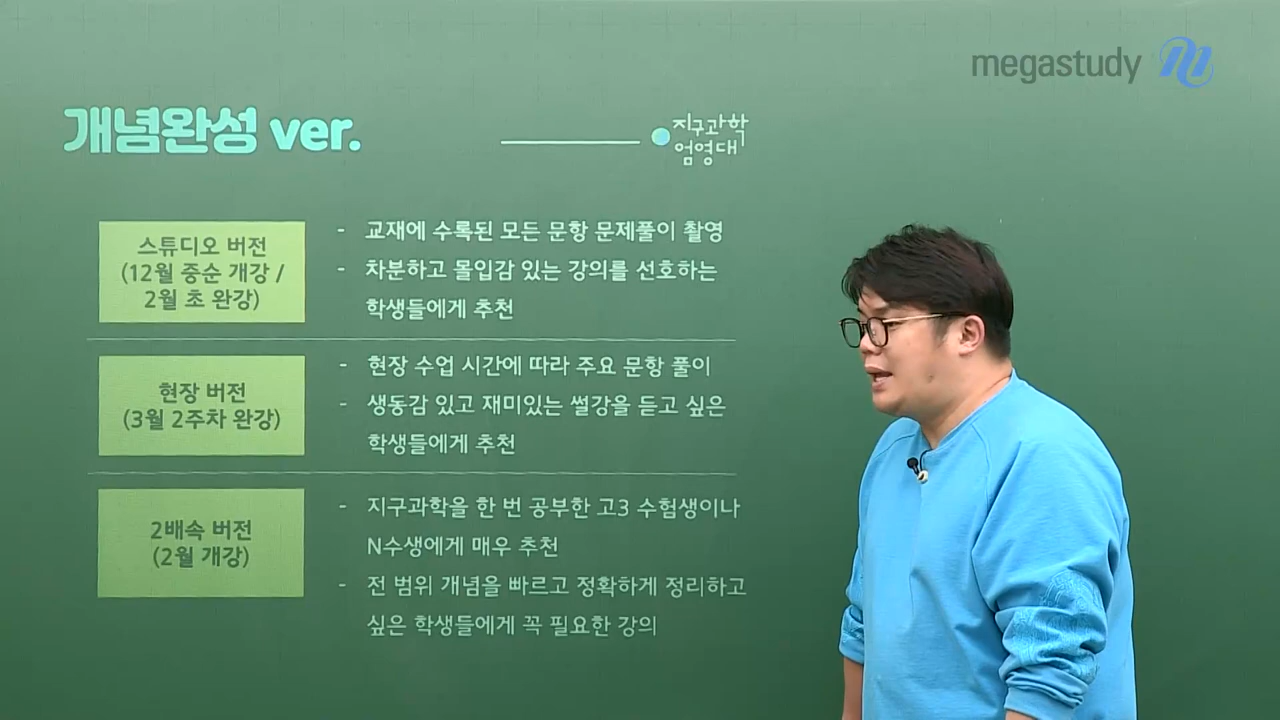 megastudy
개념완성 ver.
지구과학
엄영대
스튜디오 버전
(12월 중순 개강 /
2월 초 완강)
- 교재에 수록된 모든 문항 문제풀이 촬영
- 차분하고 몰입감 있는 강의를 선호하는
학생들에게 추천
현장 버전
(3월 2주차 완강)
- 현장 수업 시간에 따라 주요 문항 풀이
- 생동감 있고 재미있는 썰강을 듣고 싶은
학생들에게 추천
2배속 버전
(2월 개강)
- 지구과학을 한 번 공부한 고3 수험생이나
N수생에게 매우 추천
- 전 범위 개념을 빠르고 정확하게 정리하고
싶은 학생들에게 꼭 필요한 강의